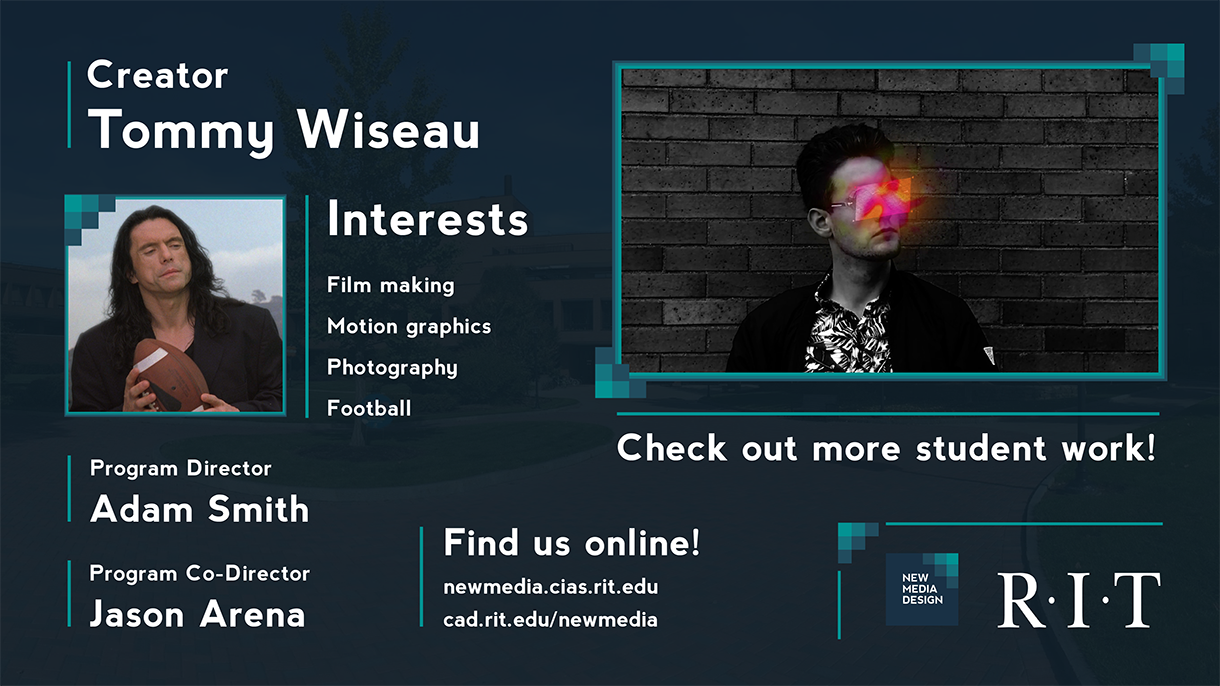 Creator
Tommy Wiseau
Interests
Film making
Motion graphics
Photography
Football
Program Director
Adam Smith
Program Co-Director
Jason Arena
Find us online!
newmedia.cias.rit.edu
cad.rit.edu/newmedia
Check out more student work!
NEW
MEDIA
DESIGN
R·I·T